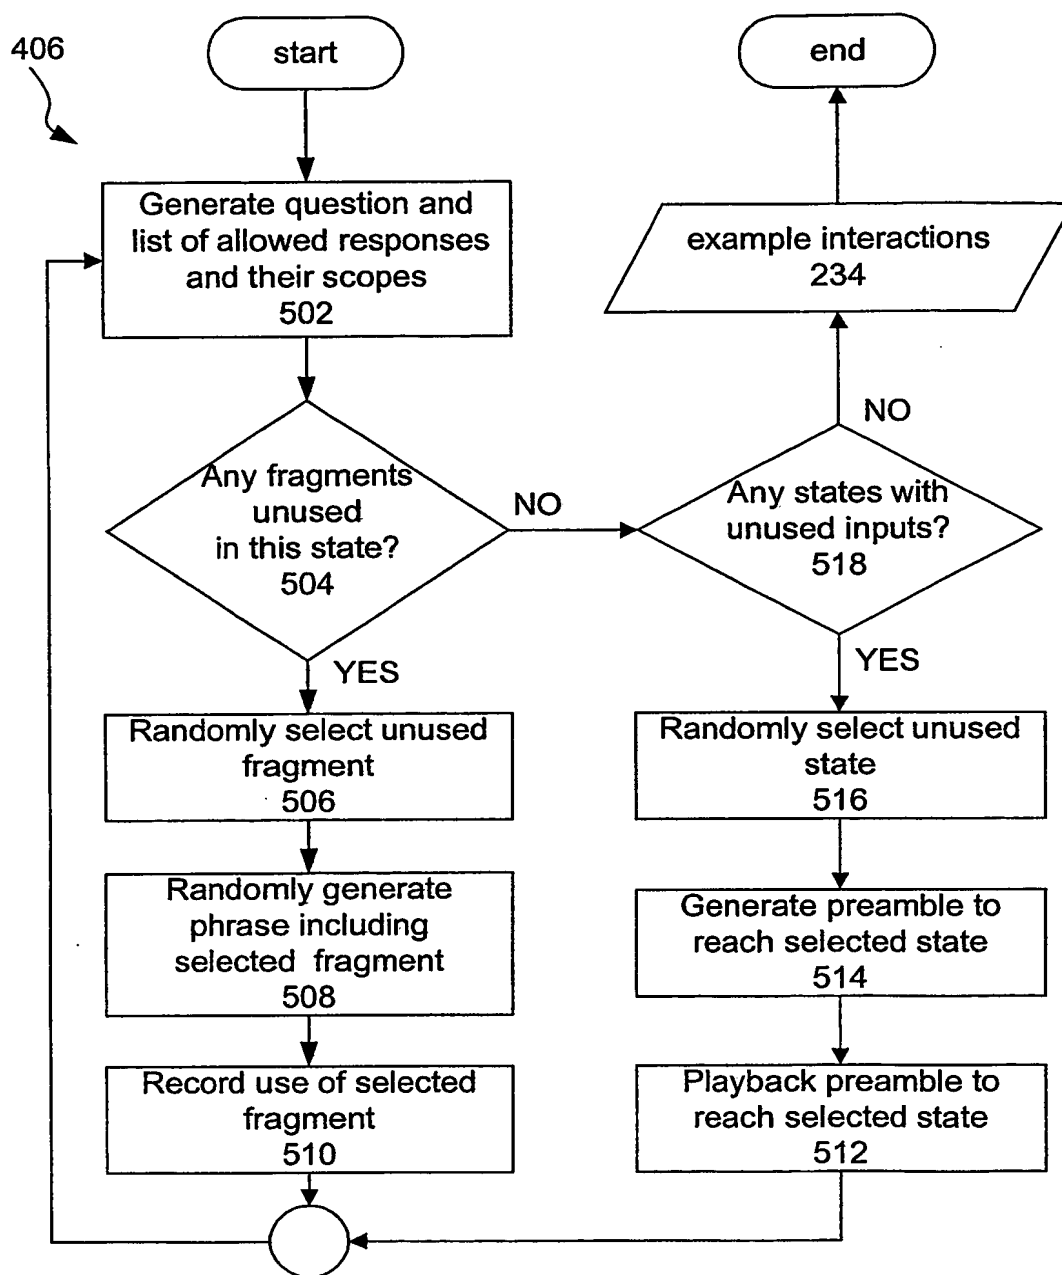 406
start
end
Generate question and
list of allowed responses
and their scopes
502
example interactions
234
Any fragments
unused
in this state?
504
NO
NO
Any states with
unused inputs?
518
YES
YES
Randomly select unused
fragment
506
Randomly select unused
state
516
Randomly generate
phrase including
selected fragment
508
Generate preamble to
reach selected state
514
Record use of selected
fragment
510
Playback preamble to
reach selected state
512